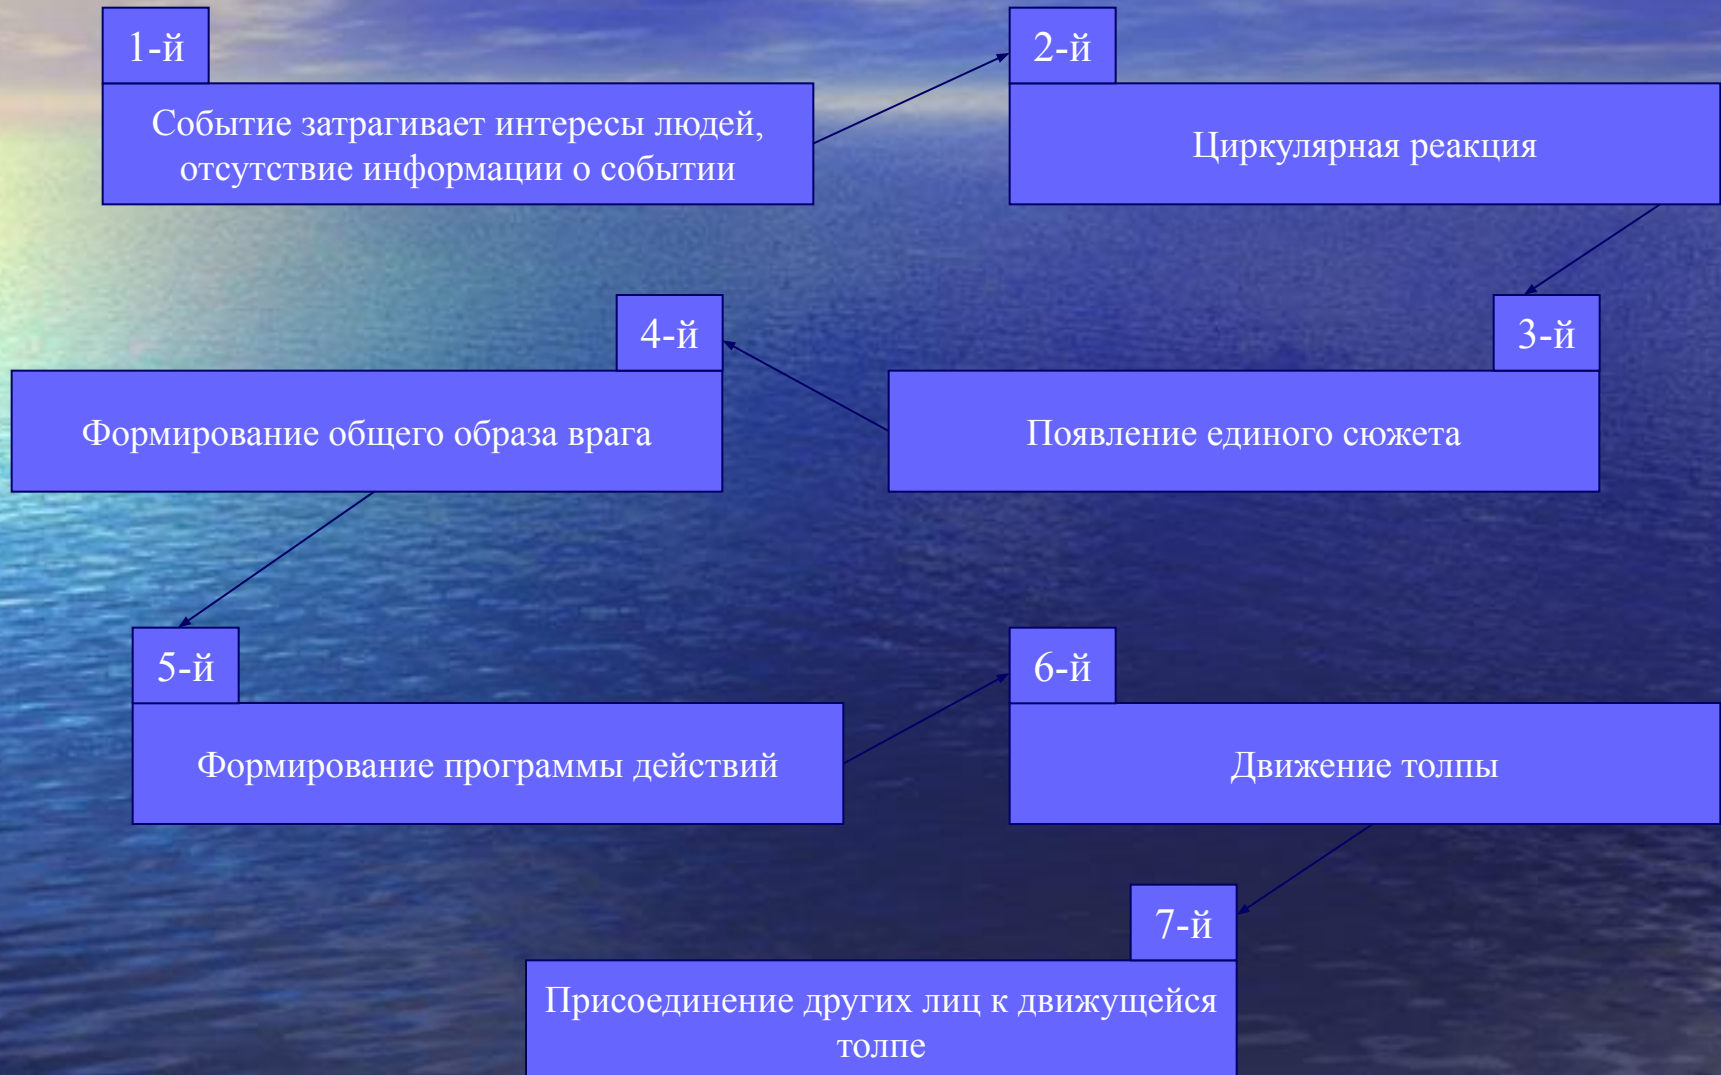 1-й
Событие затрагивает интересы людей,
отсутствие информации о событии
2-й
Циркулярная реакция
3-й
Появление единого сюжета
4-й
Формирование общего образа врага
5-й
Формирование программы действий
6-й
Движение толпы
7-й
Присоединение других лиц к движущейся
толпе